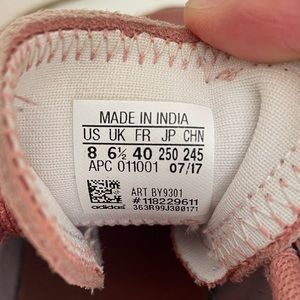 MADE IN INDIA
US UK FR JP CHN
8 6½ 40 250 245
APC 011001 07/17
ART BY9301
#118229611
adidas 363R99J300171